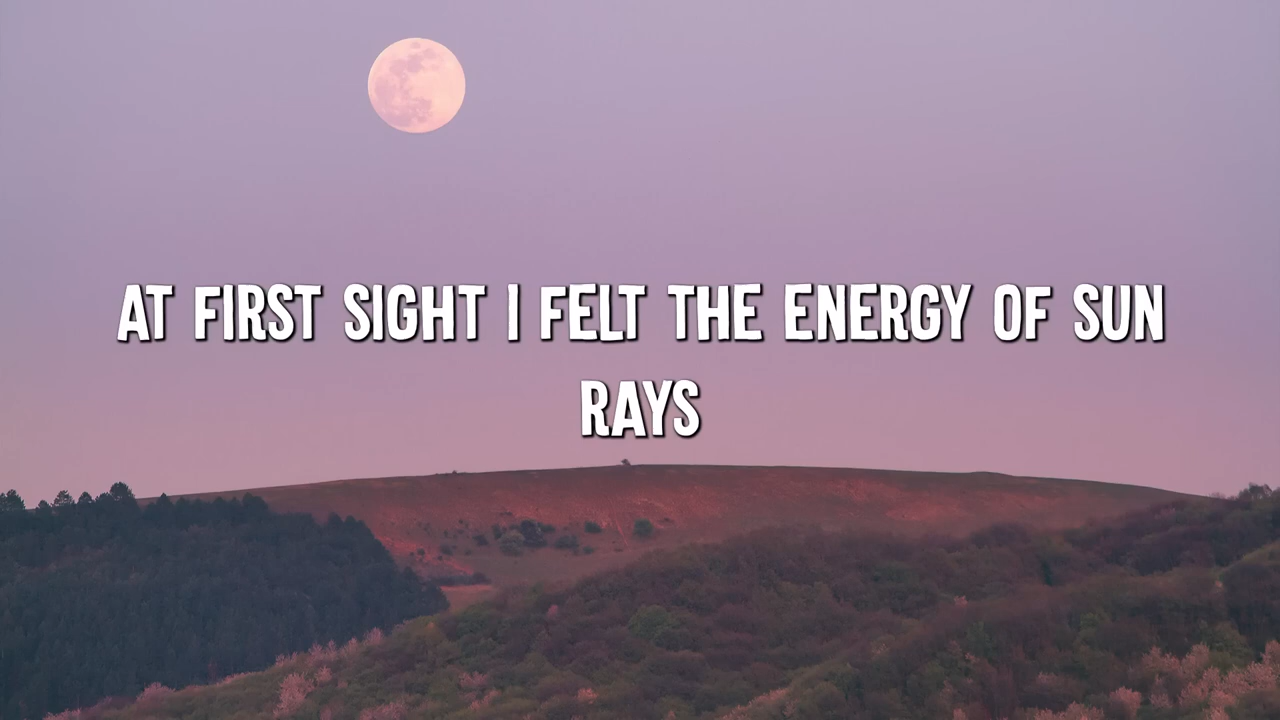 AT FIRST SIGHT I FELT THE ENERGY OF SUN
RAYS